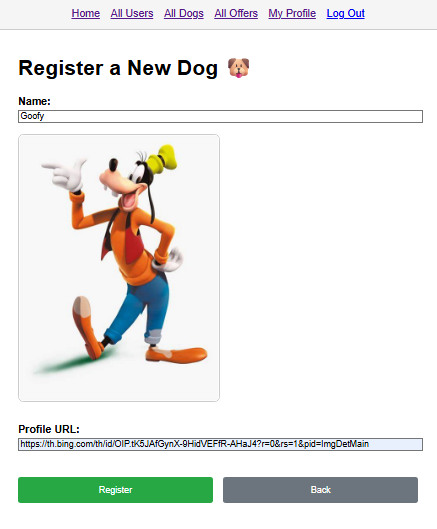 Home All Users All Dogs All Offers My Profile Log Out
Register a New Dog 🐶
Name:
Goofy
Profile URL:
https://th.bing.com/th/id/OIP.tK5JAfGynX-9HidVEFfR-AHaJ4?r=0&rs=1&pid=ImgDetMain
Register Back